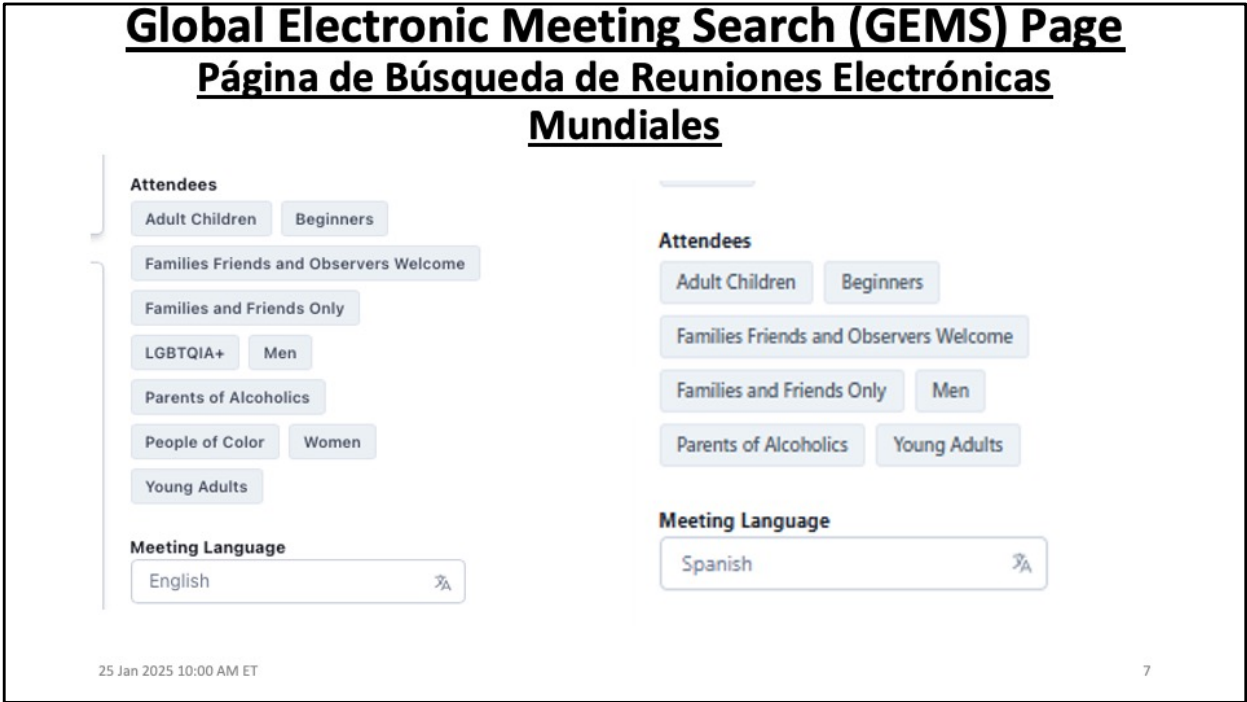 Global Electronic Meeting Search (GEMS) Page
Página de Búsqueda de Reuniones Electrónicas
Mundiales
Attendees
Adult Children Beginners
Families Friends and Observers Welcome
Families and Friends Only
LGBTQIA+ Men
Parents of Alcoholics
People of Color Women
Young Adults
Meeting Language
English
Attendees
Adult Children Beginners
Families Friends and Observers Welcome
Families and Friends Only Men
Parents of Alcoholics Young Adults
Meeting Language
Spanish
25 Jan 2025 10:00 AM ET
7